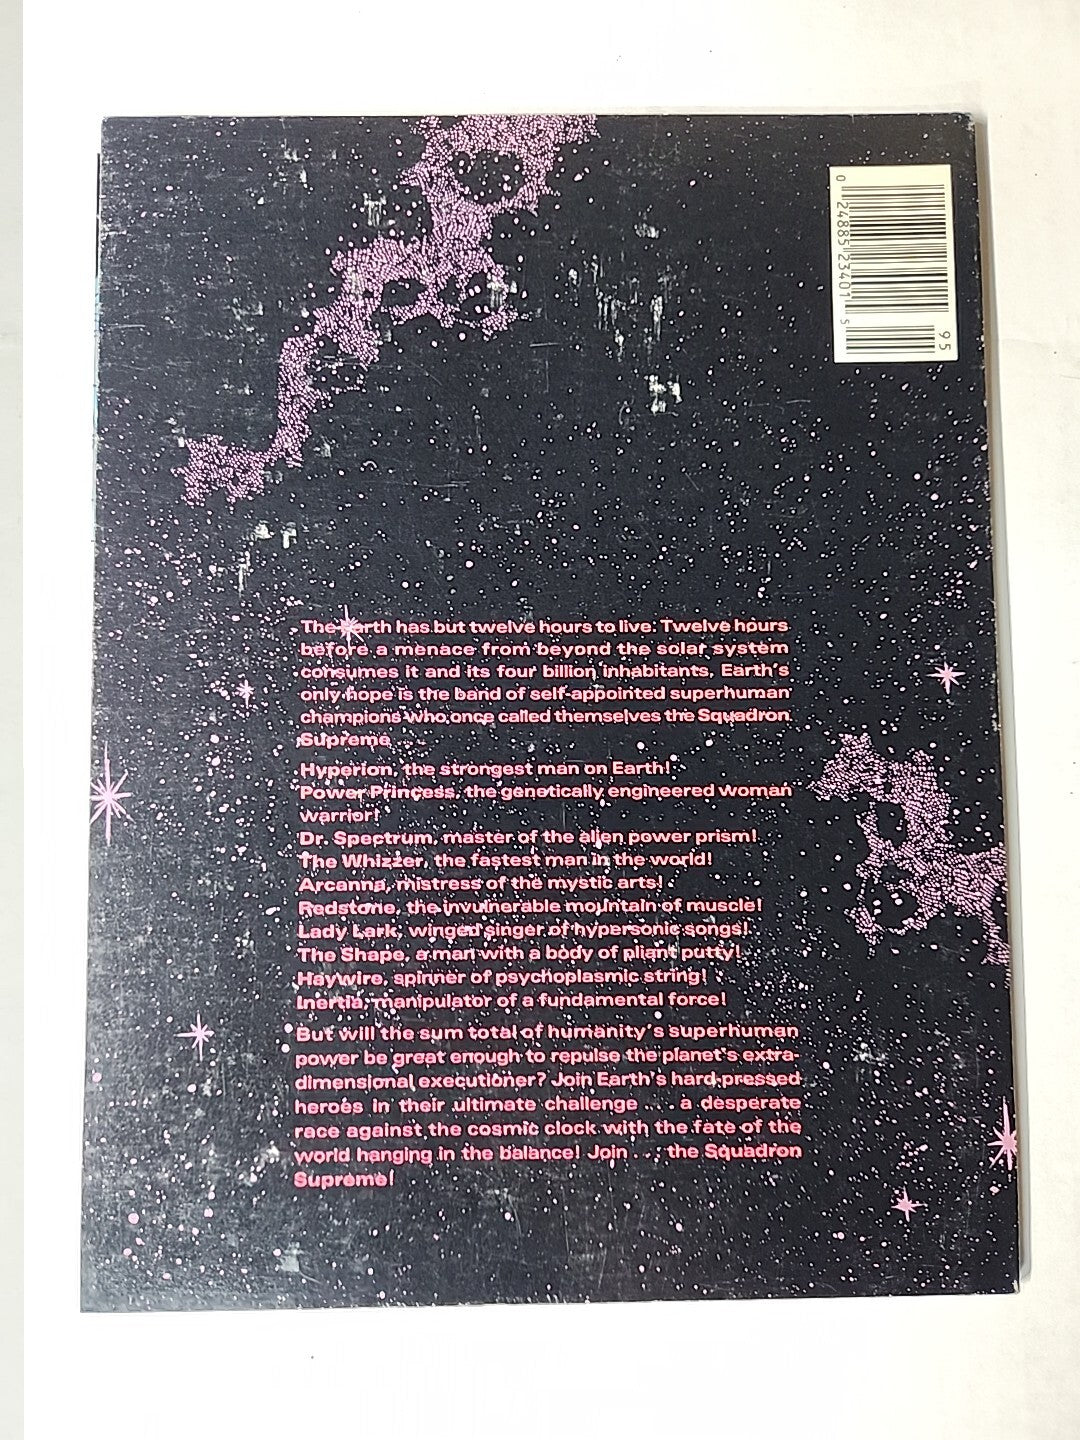 0 24885 23401 5
95
The Earth has but twelve hours to live. Twelve hours
before a menace from beyond the solar system
consumes it and its four billion inhabitants, Earth's
only hope is the band of self-appointed superhuman
champions who once called themselves the Squadron
Supreme . . .
Hyperion, the strongest man on Earth!
Power Princess, the genetically engineered woman
warrior!
Dr. Spectrum, master of the alien power prism!
The Whizzer, the fastest man in the world!
Arcanna, mistress of the mystic arts!
Redstone, the invulnerable mountain of muscle!
Lady Lark, winged singer of hypersonic songs!
The Shape, a man with a body of pliant putty!
Haywire, spinner of psychoplasmic string!
Inertia, manipulator of a fundamental force!
But will the sum total of humanity's superhuman
power be great enough to repulse the planet's extra-
dimensional executioner? Join Earth's hard-pressed
heroes in their ultimate challenge . . . a desperate
race against the cosmic clock with the fate of the
world hanging in the balance! Join . . . the Squadron
Supreme!